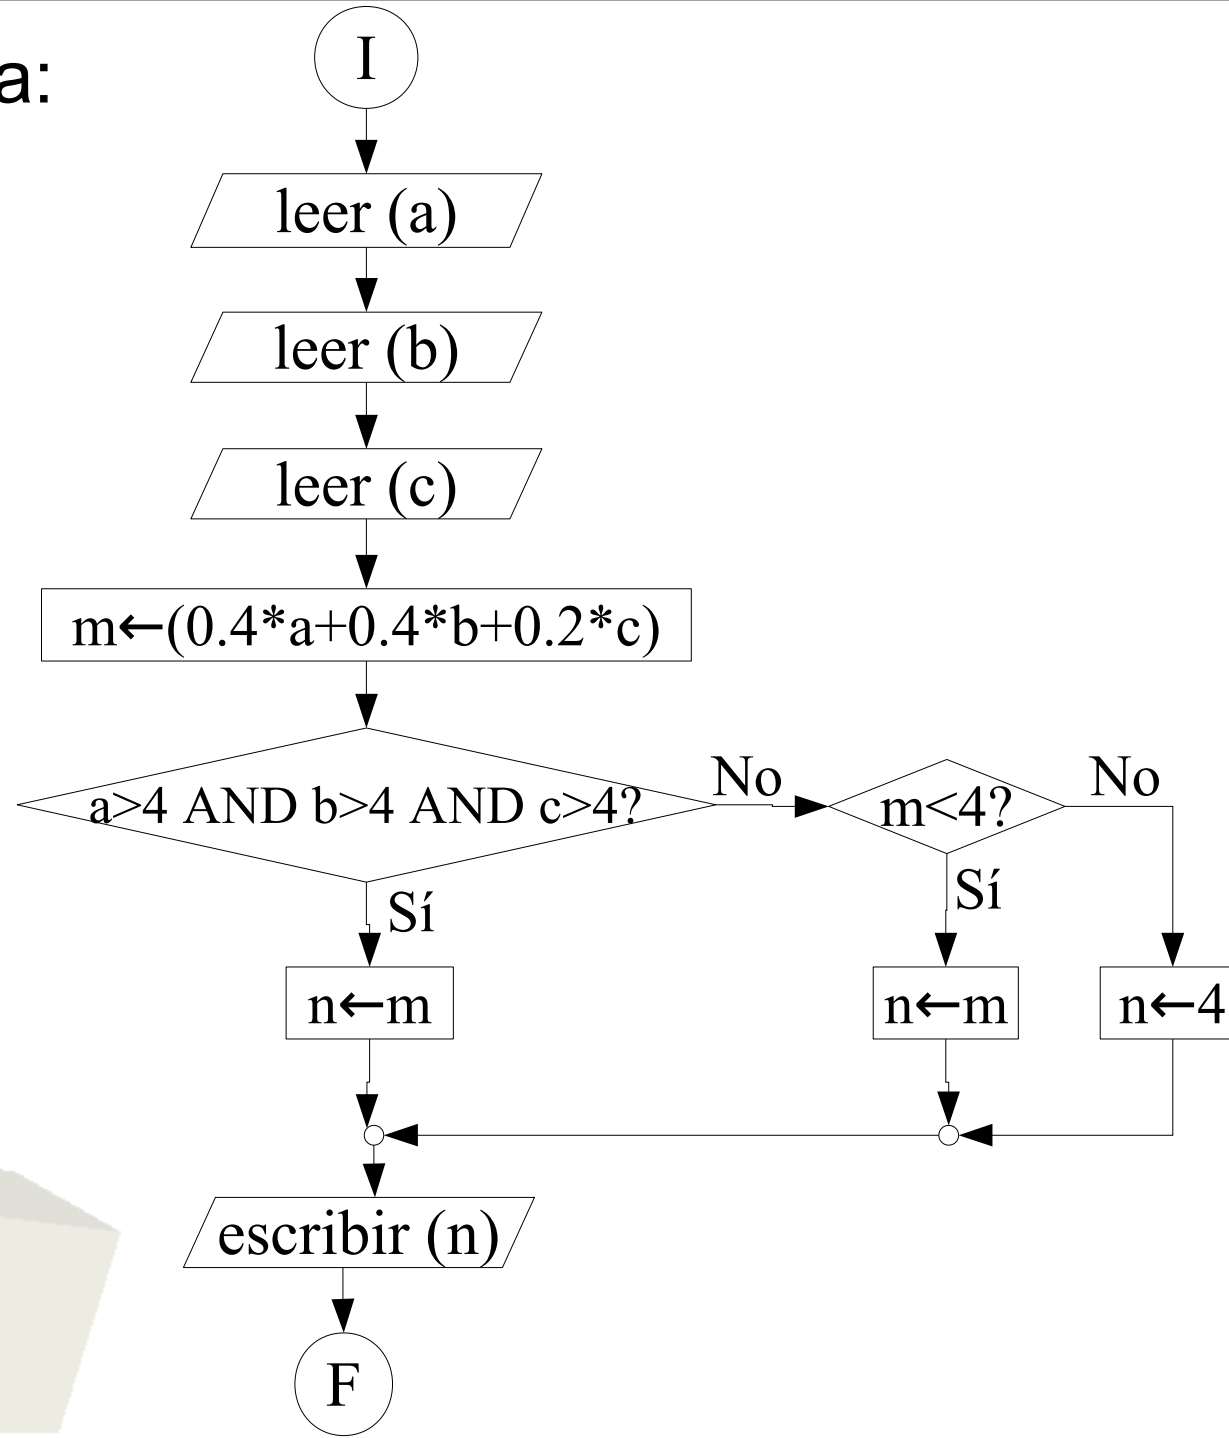 a:
I
leer (a)
leer (b)
leer (c)
m←(0.4*a+0.4*b+0.2*c)
a>4 AND b>4 AND c>4?
No
m<4?
No
Sí
Sí
n←m
n←m
n←4
escribir (n)
F